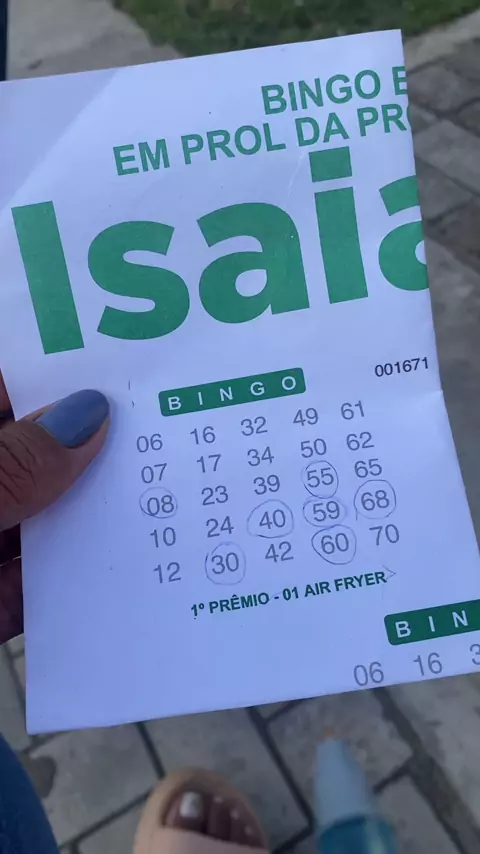 BINGO
EM PROL DA
Isaia
001671
B I N G O
06 16 32 49 61
07 17 34 50 62
08 23 39 55 65
10 24 40 59 68
12 30 42 60 70
1º PRÊMIO - 01 AIR FRYER
B I N
06 16